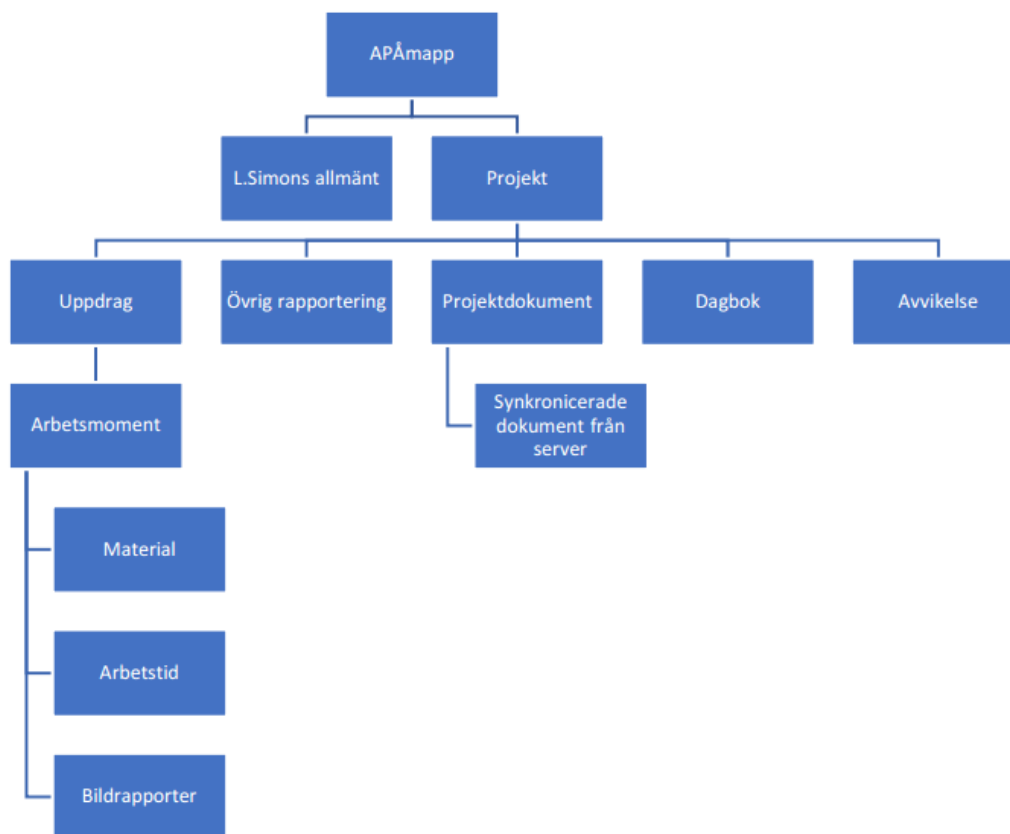 APÅmapp
L.Simons allmänt
Projekt
Uppdrag
Övrig rapportering
Projektdokument
Dagbok
Avvikelse
Arbetsmoment
Synkronicerade
dokument från
server
Material
Arbetstid
Bildrapporter